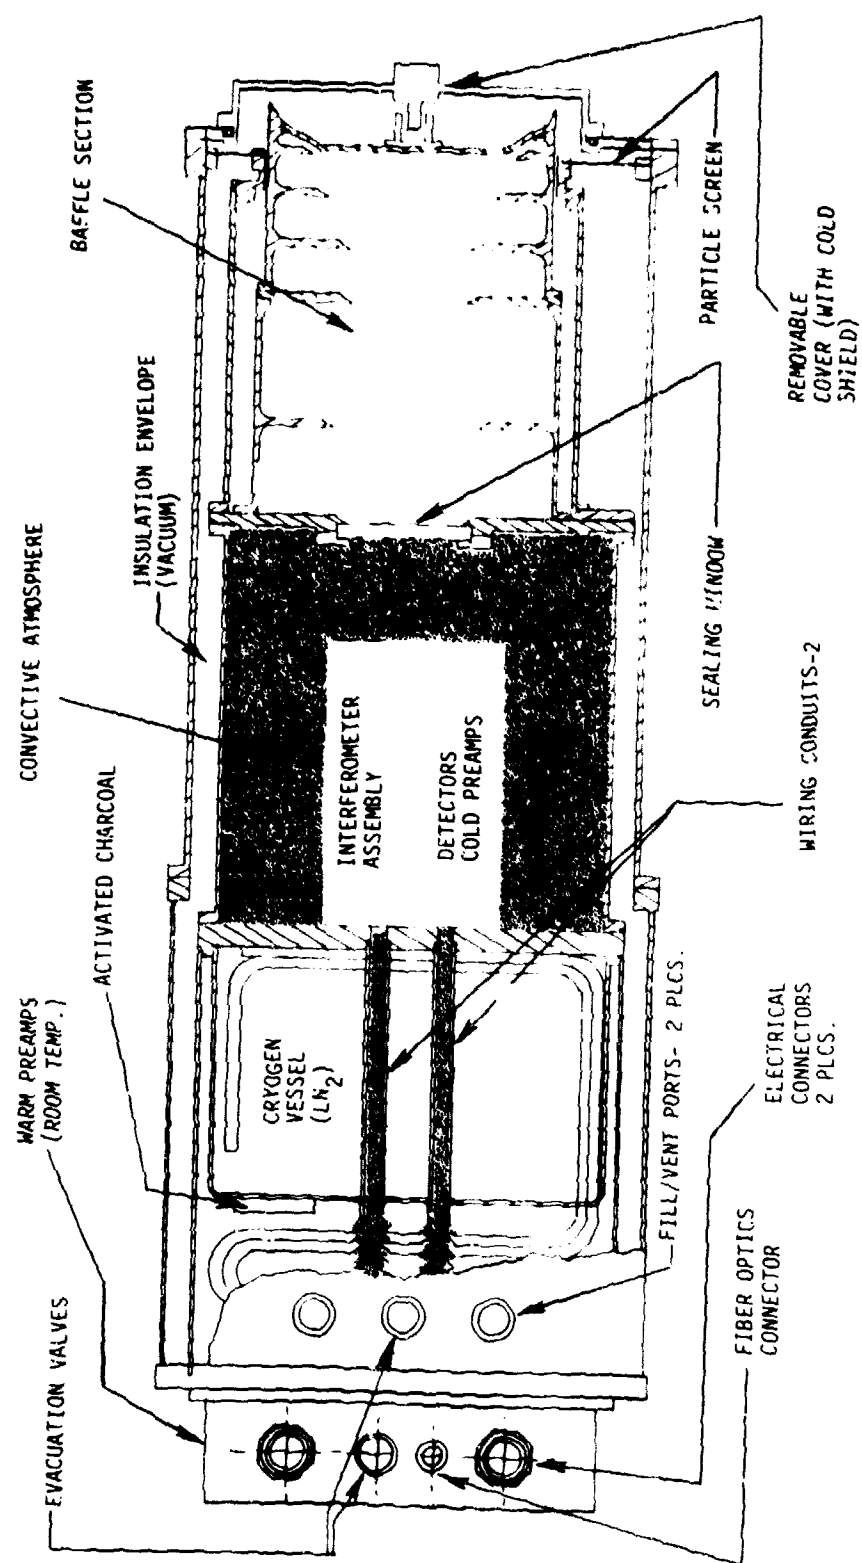 EVACUATION VALVES
WARM PREAMPS
(ROOM TEMP.)
ACTIVATED CHARCOAL
CONVECTIVE ATMOSPHERE
INSULATION ENVELOPE
(VACUUM)
BAFFLE SECTION
CRYOGEN
VESSEL
(LN2)
INTERFEROMETER
ASSEMBLY
DETECTORS
COLD PREAMPS
FIBER OPTICS
CONNECTOR
ELECTRICAL
CONNECTORS
2 PLCS.
FILL/VENT PORTS- 2 PLCS.
WIRING CONDUITS-2
SEALING WINDOW
PARTICLE SCREEN
REMOVABLE
COVER (WITH COLD
SHIELD)